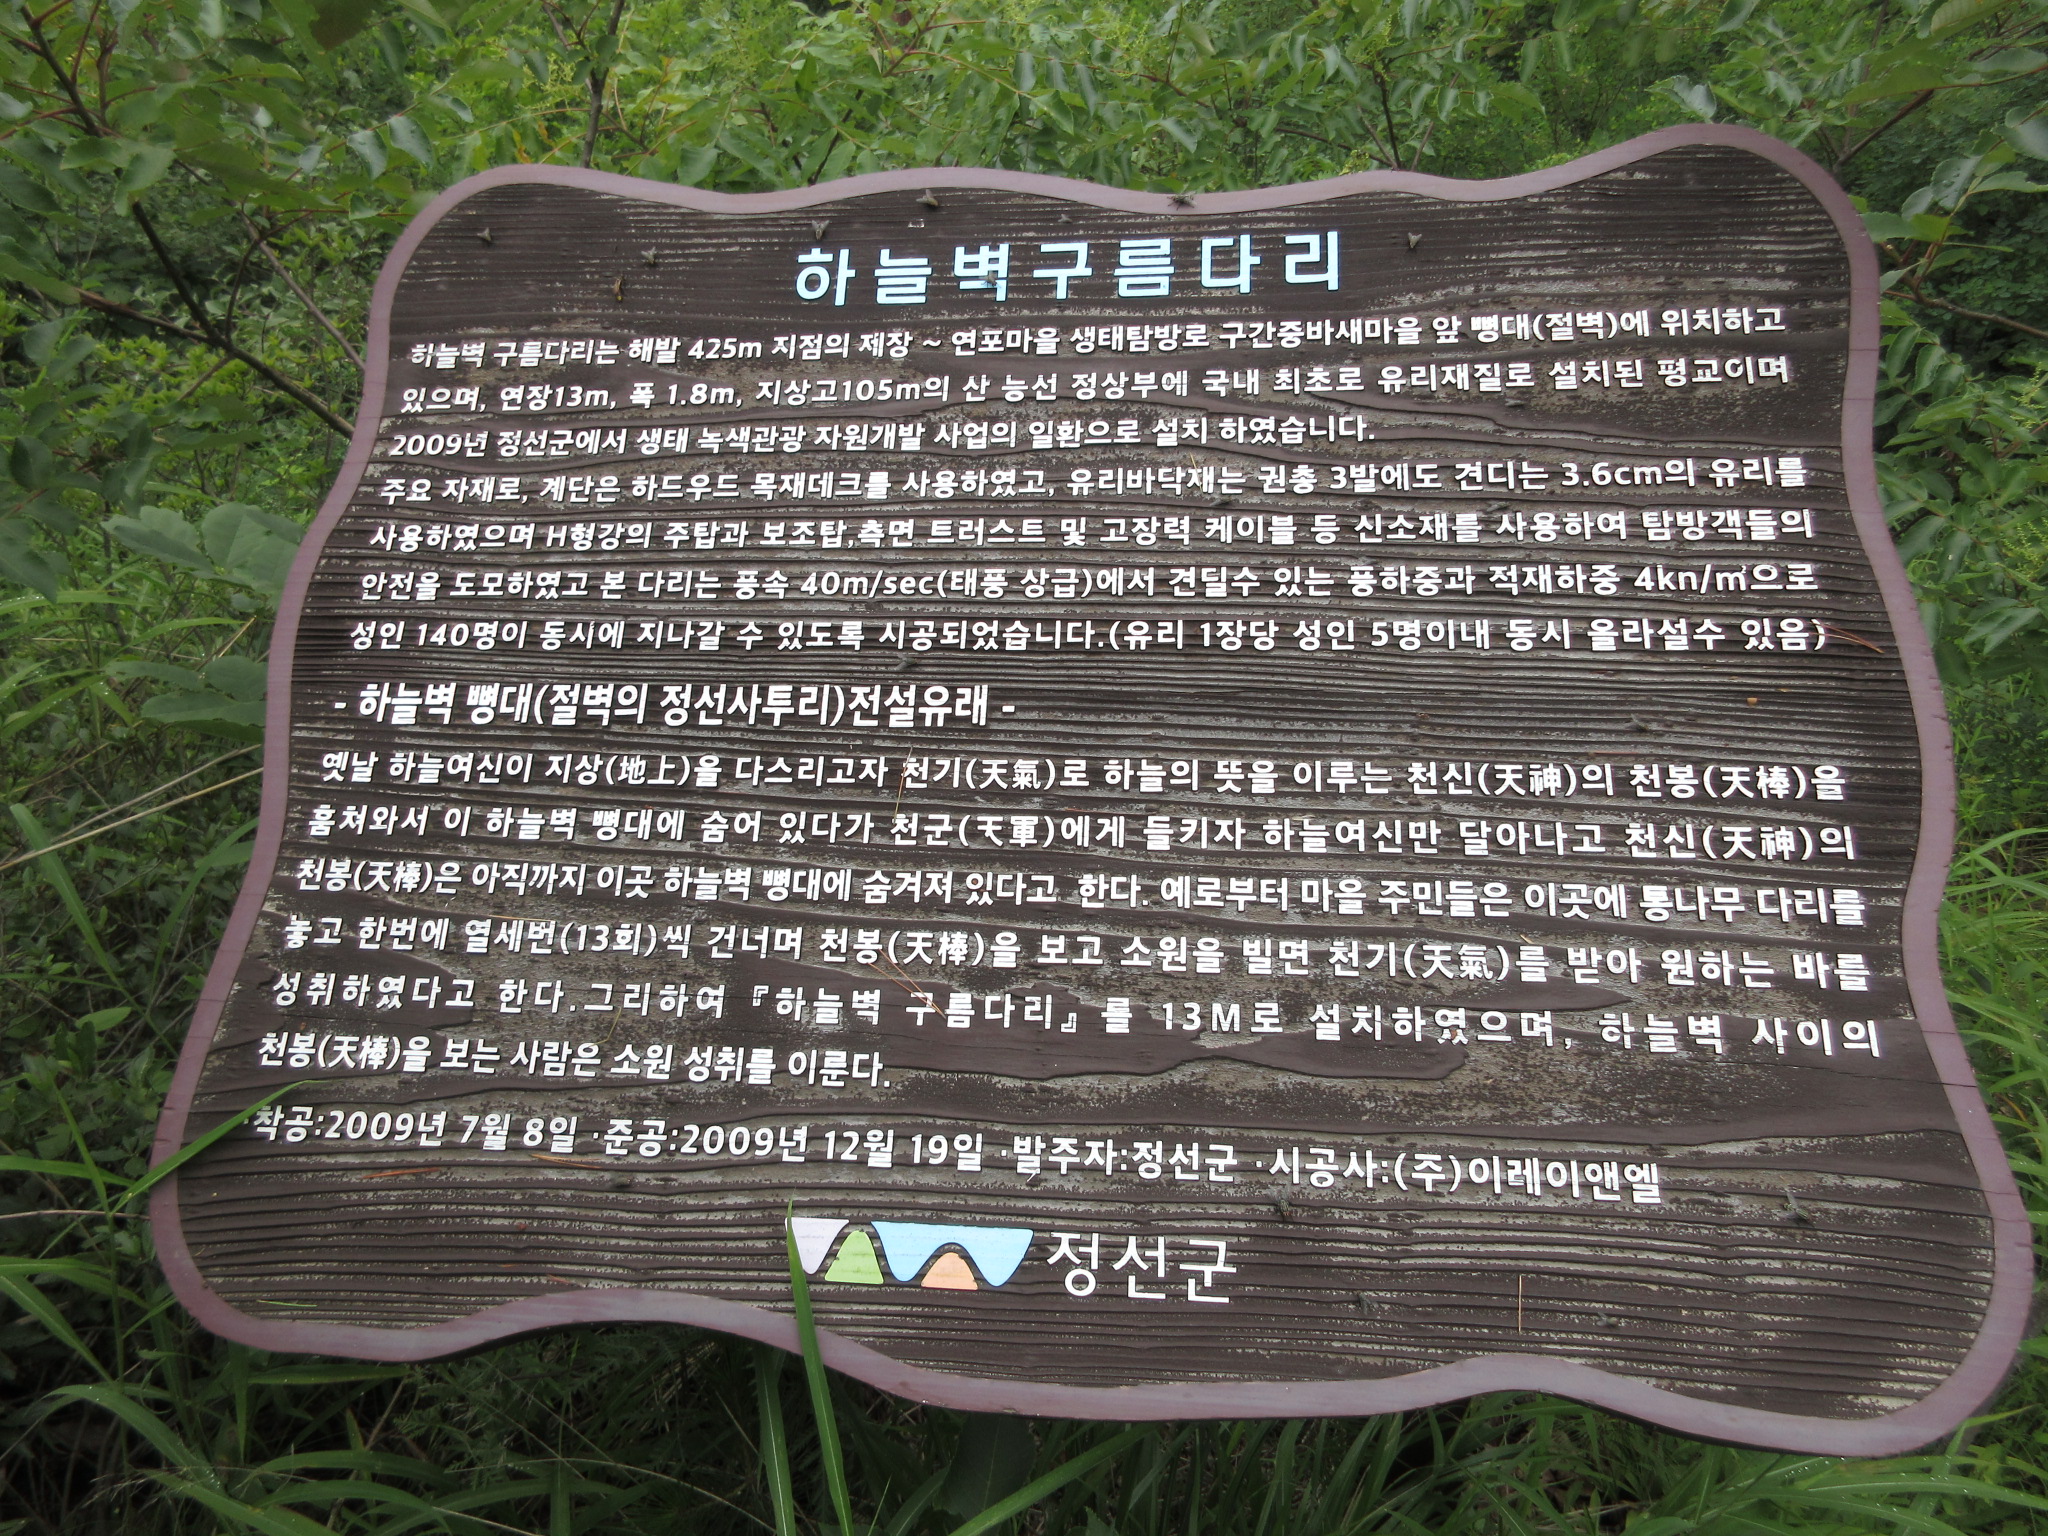 하늘벽구름다리
하늘벽 구름다리는 해발 425m 지점의 제장 ~ 연포마을 생태탐방로 구간중바새마을 앞 뼝대(절벽)에 위치하고
있으며, 연장13m, 폭 1.8m, 지상고105m의 산 능선 정상부에 국내 최초로 유리재질로 설치된 평교이며
2009년 정선군에서 생태 녹색관광 자원개발 사업의 일환으로 설치 하였습니다.
주요 자재로, 계단은 하드우드 목재데크를 사용하였고, 유리바닥재는 권총 3발에도 견디는 3.6cm의 유리를
사용하였으며 H형강의 주탑과 보조탑,측면 트러스트 및 고장력 케이블 등 신소재를 사용하여 탐방객들의
안전을 도모하였고 본 다리는 풍속 40m/sec(태풍 상급)에서 견딜수 있는 풍하중과 적재하중 4kn/㎡으로
성인 140명이 동시에 지나갈 수 있도록 시공되었습니다.(유리 1장당 성인 5명이내 동시 올라설수 있음)
- 하늘벽 뼝대(절벽의 정선사투리)전설유래 -
옛날 하늘여신이 지상(地上)을 다스리고자 천기(天氣)로 하늘의 뜻을 이루는 천신(天神)의 천봉(天棒)을
훔쳐와서 이 하늘벽 뼝대에 숨어 있다가 천군(天軍)에게 들키자 하늘여신만 달아나고 천신(天神)의
천봉(天棒)은 아직까지 이곳 하늘벽 뼝대에 숨겨져 있다고 한다. 예로부터 마을 주민들은 이곳에 통나무 다리를
놓고 한번에 열세번(13회)씩 건너며 천봉(天棒)을 보고 소원을 빌면 천기(天氣)를 받아 원하는 바를
성취하였다고 한다.그리하여 『하늘벽 구름다리』를 13M로 설치하였으며, 하늘벽 사이의
천봉(天棒)을 보는 사람은 소원 성취를 이룬다.
·착공:2009년 7월 8일 ·준공:2009년 12월 19일 ·발주자:정선군 ·시공사:(주)이레이앤엘
정선군